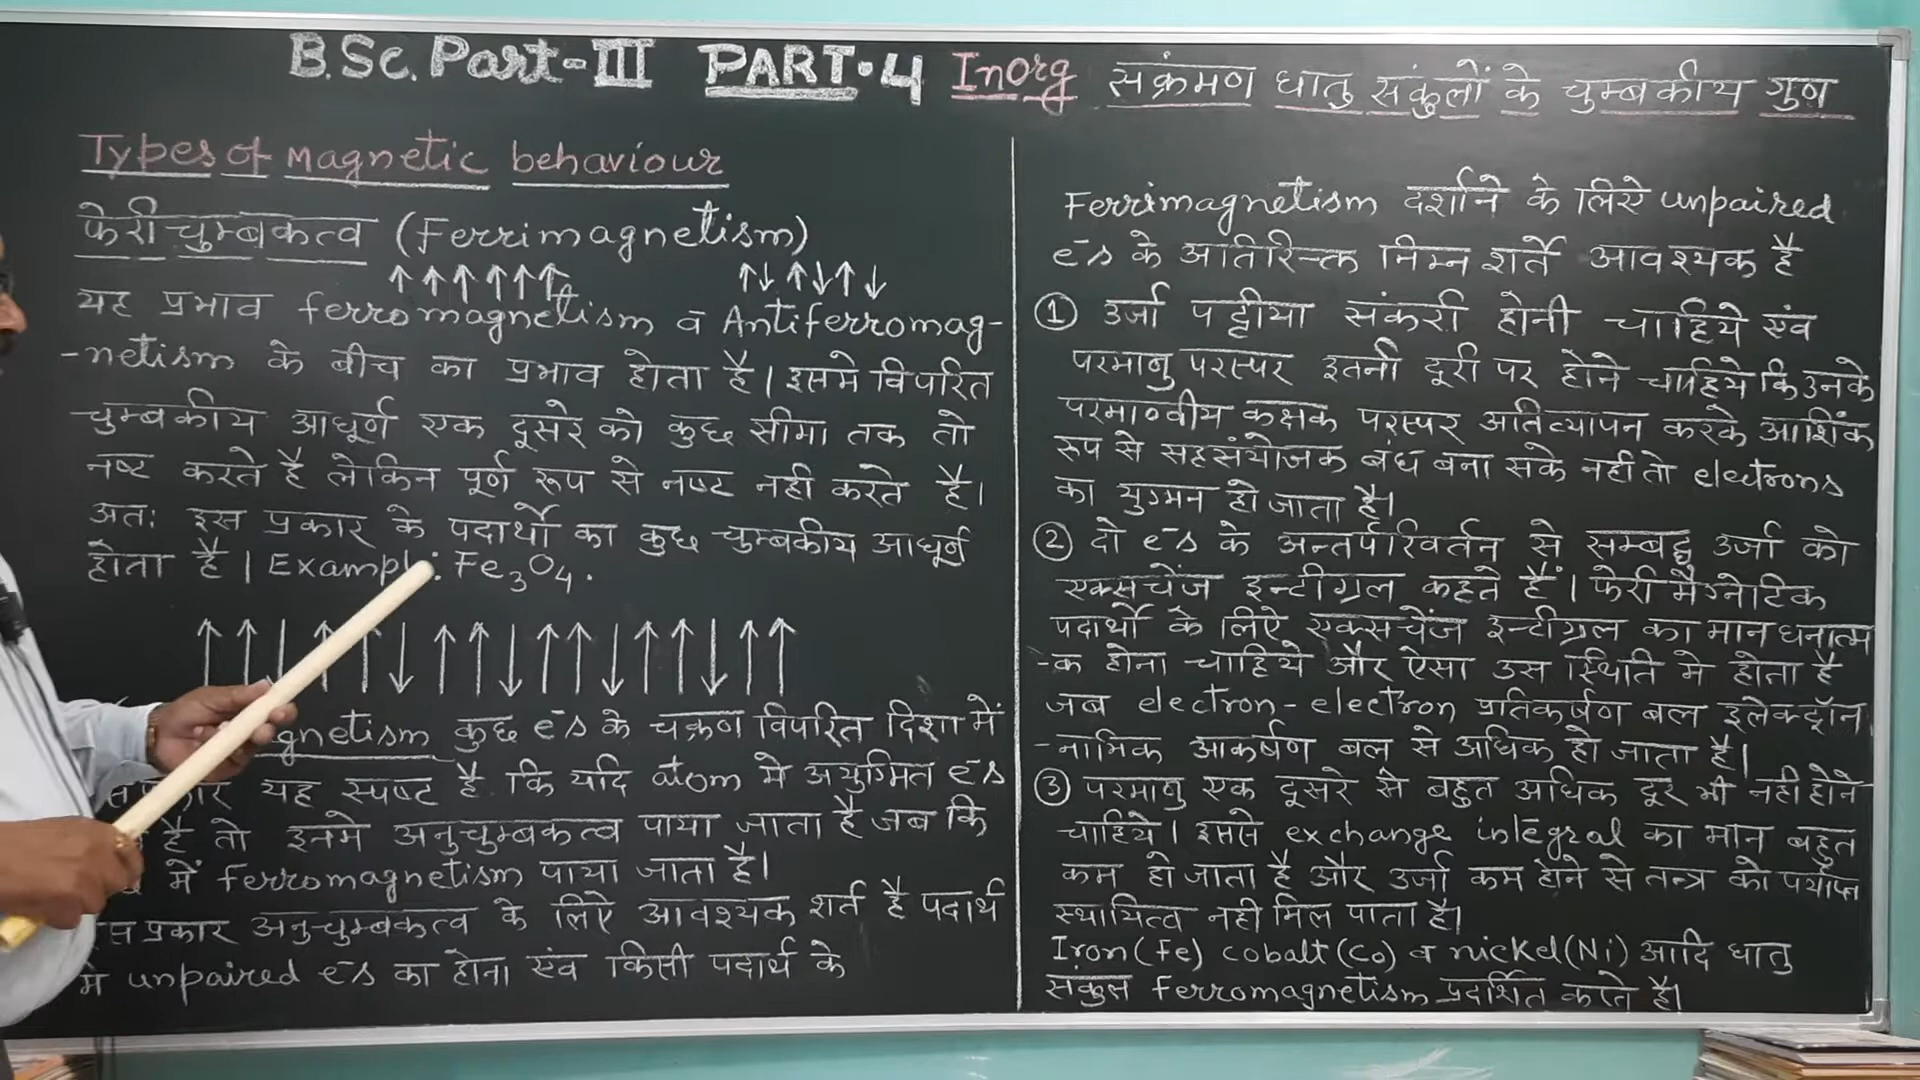 B.Sc. Part-III PART.4 Inorg संक्रमण धातु संकुलों के चुम्बकीय गुण
Types of Magnetic behaviour
फेरीचुम्बकत्व (Ferrimagnetism)
यह प्रभाव ferromagnetism व Antiferromag-
-netism के बीच का प्रभाव होता है। इसमे विपरित
चुम्बकीय आधूर्ण एक दूसरे को कुछ सीमा तक तो
नष्ट करते है लेकिन पूर्ण रूप से नष्ट नही करते है।
अतः इस प्रकार के पदार्थो का कुछ चुम्बकीय आधूर्ण
होता है। Exampl : Fe3O4.
gnetism कुछ e-s के चक्रण विपरित दिशा में
यह स्पष्ट है कि यदि atom मे अयुग्मित e-s
है तो इनमे अनुचुम्बकत्व पाया जाता है जब कि
में ferromagnetism पाया जाता है।
प्रकार अनुचुम्बकत्व के लिए आवश्यक शर्त है पदार्थ
मे unpaired e-s का होना एंव किसी पदार्थ के
Ferrimagnetism दर्शाने के लिऐ unpaired
e-s के अतिरिक्त निम्न शर्ते आवश्यक है
① उर्जा पट्टीया संकरी होनी चाहिये एंव
परमाणु परस्पर इतनी दूरी पर होने चाहिये कि उनके
परमाण्वीय कक्षक परस्पर अतिव्यापन करके आशिंक
रूप से सहसंयोजक बंध बना सके नही तो electrons
का युग्मन हो जाता है।
② दो e-s के अन्तर्परिवर्तन से सम्बद्ध उर्जा को
एक्सचेंज इन्टीग्रल कहते हैं। फेरीमैग्नेटिक
पदार्थो के लिऐ एक्सचेंज इन्टीग्रल का मान धनात्म
-क होना चाहिये और ऐसा उस स्थिति मे होता है
जब electron-electron प्रतिकर्षण बल इलेक्ट्रॉन
-नाभिक आकर्षण बल से अधिक हो जाता है।
③ परमाणु एक दूसरे से बहुत अधिक दूर भी नही होने
चाहिये। इससे exchange integral का मान बहुत
कम हो जाता है और उर्जा कम होने से तन्त्र को पर्याप्त
स्थायित्व नही मिल पाता है।
Iron(Fe) cobalt(Co) व nickel(Ni) आदि धातु
संकुल ferromagnetism प्रदर्शित करते है।